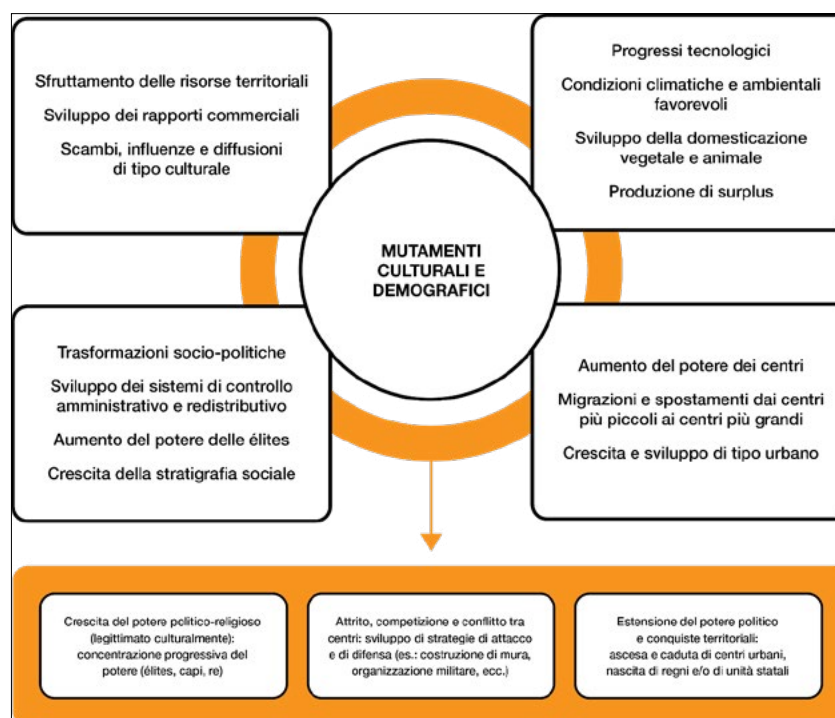 Sfruttamento delle risorse territoriali
Sviluppo dei rapporti commerciali
Scambi, influenze e diffusioni
di tipo culturale
Progressi tecnologici
Condizioni climatiche e ambientali
favorevoli
Sviluppo della domesticazione
vegetale e animale
Produzione di surplus
MUTAMENTI
CULTURALI E
DEMOGRAFICI
Trasformazioni socio-politiche
Sviluppo dei sistemi di controllo
amministrativo e redistributivo
Aumento del potere delle élites
Crescita della stratigrafia sociale
Aumento del potere dei centri
Migrazioni e spostamenti dai centri
più piccoli ai centri più grandi
Crescita e sviluppo di tipo urbano
Crescita del potere politico-religioso
(legittimato culturalmente):
concentrazione progressiva del
potere (élites, capi, re)
Attrito, competizione e conflitto tra
centri: sviluppo di strategie di attacco
e di difesa (es.: costruzione di mura,
organizzazione militare, ecc.)
Estensione del potere politico
e conquiste territoriali:
ascesa e caduta di centri urbani,
nascita di regni e/o di unità statali